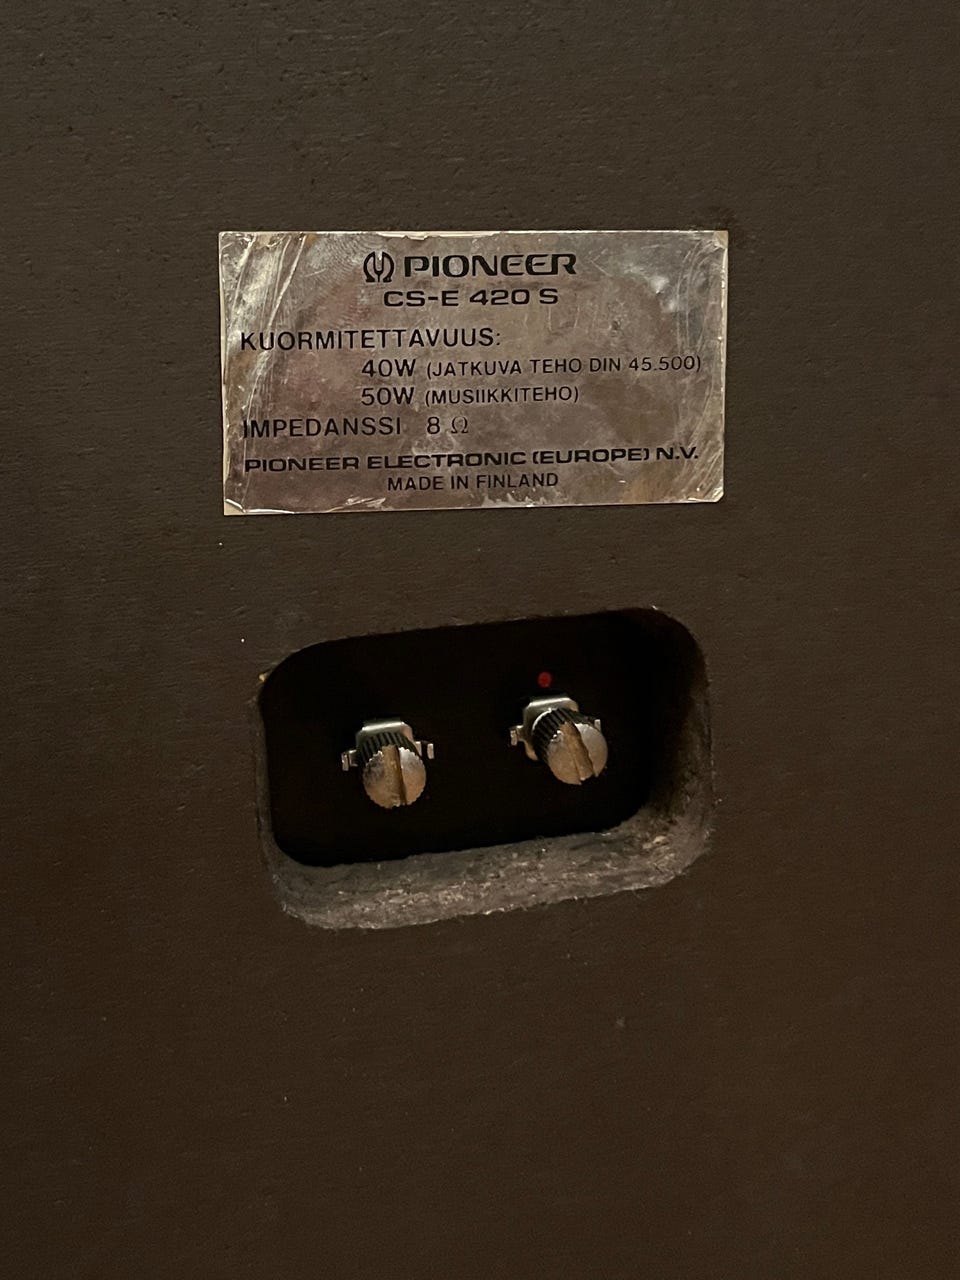 PIONEER
CS-E 420 S
KUORMITETTAVUUS:
40W (JATKUVA TEHO DIN 45.500)
50W (MUSIIKKITEHO)
IMPEDANSSI 8 Ω
PIONEER ELECTRONIC (EUROPE) N.V.
MADE IN FINLAND